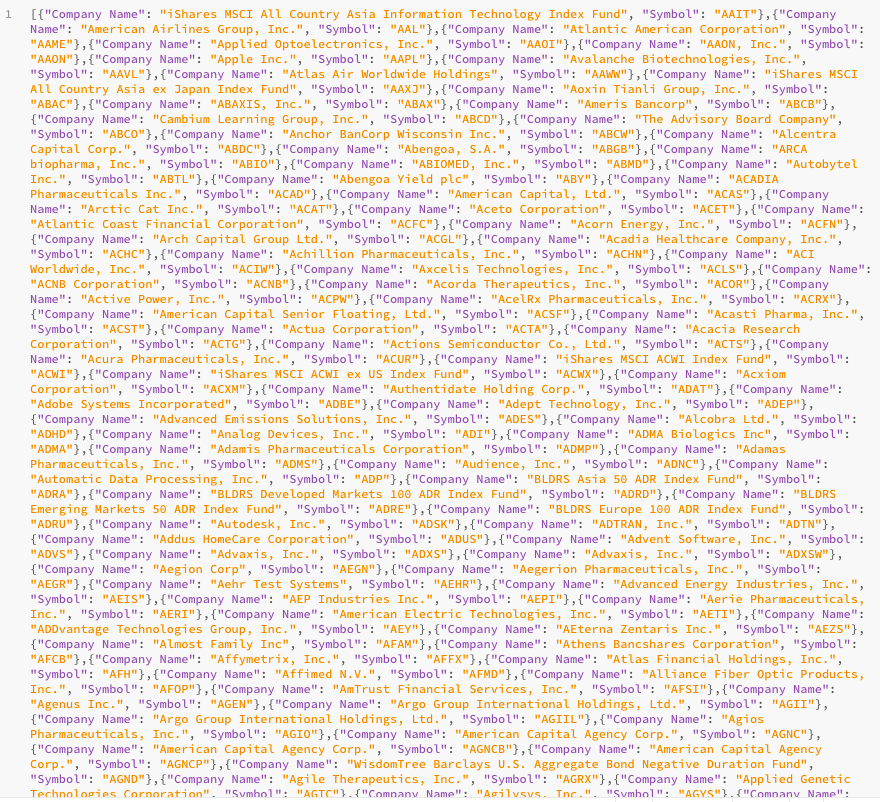 1 [{"Company Name": "iShares MSCI All Country Asia Information Technology Index Fund", "Symbol": "AAIT"},{"Company
Name": "American Airlines Group, Inc.", "Symbol": "AAL"},{"Company Name": "Atlantic American Corporation", "Symbol":
"AAME"},{"Company Name": "Applied Optoelectronics, Inc.", "Symbol": "AAOI"},{"Company Name": "AAON, Inc.", "Symbol":
"AAON"},{"Company Name": "Apple Inc.", "Symbol": "AAPL"},{"Company Name": "Avalanche Biotechnologies, Inc.",
"Symbol": "AAVL"},{"Company Name": "Atlas Air Worldwide Holdings", "Symbol": "AAWW"},{"Company Name": "iShares MSCI
All Country Asia ex Japan Index Fund", "Symbol": "AAXJ"},{"Company Name": "Aoxin Tianli Group, Inc.", "Symbol":
"ABAC"},{"Company Name": "ABAXIS, Inc.", "Symbol": "ABAX"},{"Company Name": "Ameris Bancorp", "Symbol": "ABCB"},
{"Company Name": "Cambium Learning Group, Inc.", "Symbol": "ABCD"},{"Company Name": "The Advisory Board Company",
"Symbol": "ABCO"},{"Company Name": "Anchor BanCorp Wisconsin Inc.", "Symbol": "ABCW"},{"Company Name": "Alcentra
Capital Corp.", "Symbol": "ABDC"},{"Company Name": "Abengoa, S.A.", "Symbol": "ABGB"},{"Company Name": "ARCA
biopharma, Inc.", "Symbol": "ABIO"},{"Company Name": "ABIOMED, Inc.", "Symbol": "ABMD"},{"Company Name": "Autobytel
Inc.", "Symbol": "ABTL"},{"Company Name": "Abengoa Yield plc", "Symbol": "ABY"},{"Company Name": "ACADIA
Pharmaceuticals Inc.", "Symbol": "ACAD"},{"Company Name": "American Capital, Ltd.", "Symbol": "ACAS"},{"Company
Name": "Arctic Cat Inc.", "Symbol": "ACAT"},{"Company Name": "Aceto Corporation", "Symbol": "ACET"},{"Company Name":
"Atlantic Coast Financial Corporation", "Symbol": "ACFC"},{"Company Name": "Acorn Energy, Inc.", "Symbol": "ACFN"},
{"Company Name": "Arch Capital Group Ltd.", "Symbol": "ACGL"},{"Company Name": "Acadia Healthcare Company, Inc.",
"Symbol": "ACHC"},{"Company Name": "Achillion Pharmaceuticals, Inc.", "Symbol": "ACHN"},{"Company Name": "ACI
Worldwide, Inc.", "Symbol": "ACIW"},{"Company Name": "Axcelis Technologies, Inc.", "Symbol": "ACLS"},{"Company Name":
"ACNB Corporation", "Symbol": "ACNB"},{"Company Name": "Acorda Therapeutics, Inc.", "Symbol": "ACOR"},{"Company
Name": "Active Power, Inc.", "Symbol": "ACPW"},{"Company Name": "AcelRx Pharmaceuticals, Inc.", "Symbol": "ACRX"},
{"Company Name": "American Capital Senior Floating, Ltd.", "Symbol": "ACSF"},{"Company Name": "Acasti Pharma, Inc.",
"Symbol": "ACST"},{"Company Name": "Actua Corporation", "Symbol": "ACTA"},{"Company Name": "Acacia Research
Corporation", "Symbol": "ACTG"},{"Company Name": "Actions Semiconductor Co., Ltd.", "Symbol": "ACTS"},{"Company
Name": "Acura Pharmaceuticals, Inc.", "Symbol": "ACUR"},{"Company Name": "iShares MSCI ACWI Index Fund", "Symbol":
"ACWI"},{"Company Name": "iShares MSCI ACWI ex US Index Fund", "Symbol": "ACWX"},{"Company Name": "Acxiom
Corporation", "Symbol": "ACXM"},{"Company Name": "Authentidate Holding Corp.", "Symbol": "ADAT"},{"Company Name":
"Adobe Systems Incorporated", "Symbol": "ADBE"},{"Company Name": "Adept Technology, Inc.", "Symbol": "ADEP"},
{"Company Name": "Advanced Emissions Solutions, Inc.", "Symbol": "ADES"},{"Company Name": "Alcobra Ltd.", "Symbol":
"ADHD"},{"Company Name": "Analog Devices, Inc.", "Symbol": "ADI"},{"Company Name": "ADMA Biologics Inc", "Symbol":
"ADMA"},{"Company Name": "Adamis Pharmaceuticals Corporation", "Symbol": "ADMP"},{"Company Name": "Adamas
Pharmaceuticals, Inc.", "Symbol": "ADMS"},{"Company Name": "Audience, Inc.", "Symbol": "ADNC"},{"Company Name":
"Automatic Data Processing, Inc.", "Symbol": "ADP"},{"Company Name": "BLDRS Asia 50 ADR Index Fund", "Symbol":
"ADRA"},{"Company Name": "BLDRS Developed Markets 100 ADR Index Fund", "Symbol": "ADRD"},{"Company Name": "BLDRS
Emerging Markets 50 ADR Index Fund", "Symbol": "ADRE"},{"Company Name": "BLDRS Europe 100 ADR Index Fund", "Symbol":
"ADRU"},{"Company Name": "Autodesk, Inc.", "Symbol": "ADSK"},{"Company Name": "ADTRAN, Inc.", "Symbol": "ADTN"},
{"Company Name": "Addus HomeCare Corporation", "Symbol": "ADUS"},{"Company Name": "Advent Software, Inc.", "Symbol":
"ADVS"},{"Company Name": "Advaxis, Inc.", "Symbol": "ADXS"},{"Company Name": "Advaxis, Inc.", "Symbol": "ADXSW"},
{"Company Name": "Aegion Corp", "Symbol": "AEGN"},{"Company Name": "Aegerion Pharmaceuticals, Inc.", "Symbol":
"AEGR"},{"Company Name": "Aehr Test Systems", "Symbol": "AEHR"},{"Company Name": "Advanced Energy Industries, Inc.",
"Symbol": "AEIS"},{"Company Name": "AEP Industries Inc.", "Symbol": "AEPI"},{"Company Name": "Aerie Pharmaceuticals,
Inc.", "Symbol": "AERI"},{"Company Name": "American Electric Technologies, Inc.", "Symbol": "AETI"},{"Company Name":
"ADDvantage Technologies Group, Inc.", "Symbol": "AEY"},{"Company Name": "AEterna Zentaris Inc.", "Symbol": "AEZS"},
{"Company Name": "Almost Family Inc", "Symbol": "AFAM"},{"Company Name": "Athens Bancshares Corporation", "Symbol":
"AFCB"},{"Company Name": "Affymetrix, Inc.", "Symbol": "AFFX"},{"Company Name": "Atlas Financial Holdings, Inc.",
"Symbol": "AFH"},{"Company Name": "Affimed N.V.", "Symbol": "AFMD"},{"Company Name": "Alliance Fiber Optic Products,
Inc.", "Symbol": "AFOP"},{"Company Name": "AmTrust Financial Services, Inc.", "Symbol": "AFSI"},{"Company Name":
"Agenus Inc.", "Symbol": "AGEN"},{"Company Name": "Argo Group International Holdings, Ltd.", "Symbol": "AGII"},
{"Company Name": "Argo Group International Holdings, Ltd.", "Symbol": "AGIIL"},{"Company Name": "Agios
Pharmaceuticals, Inc.", "Symbol": "AGIO"},{"Company Name": "American Capital Agency Corp.", "Symbol": "AGNC"},
{"Company Name": "American Capital Agency Corp.", "Symbol": "AGNCB"},{"Company Name": "American Capital Agency
Corp.", "Symbol": "AGNCP"},{"Company Name": "WisdomTree Barclays U.S. Aggregate Bond Negative Duration Fund",
"Symbol": "AGND"},{"Company Name": "Agile Therapeutics, Inc.", "Symbol": "AGRX"},{"Company Name": "Applied Genetic
Technologies Corporation", "Symbol": "AGTC"},{"Company Name": "Agilysys, Inc.", "Symbol": "AGYS"},{"Company Name":